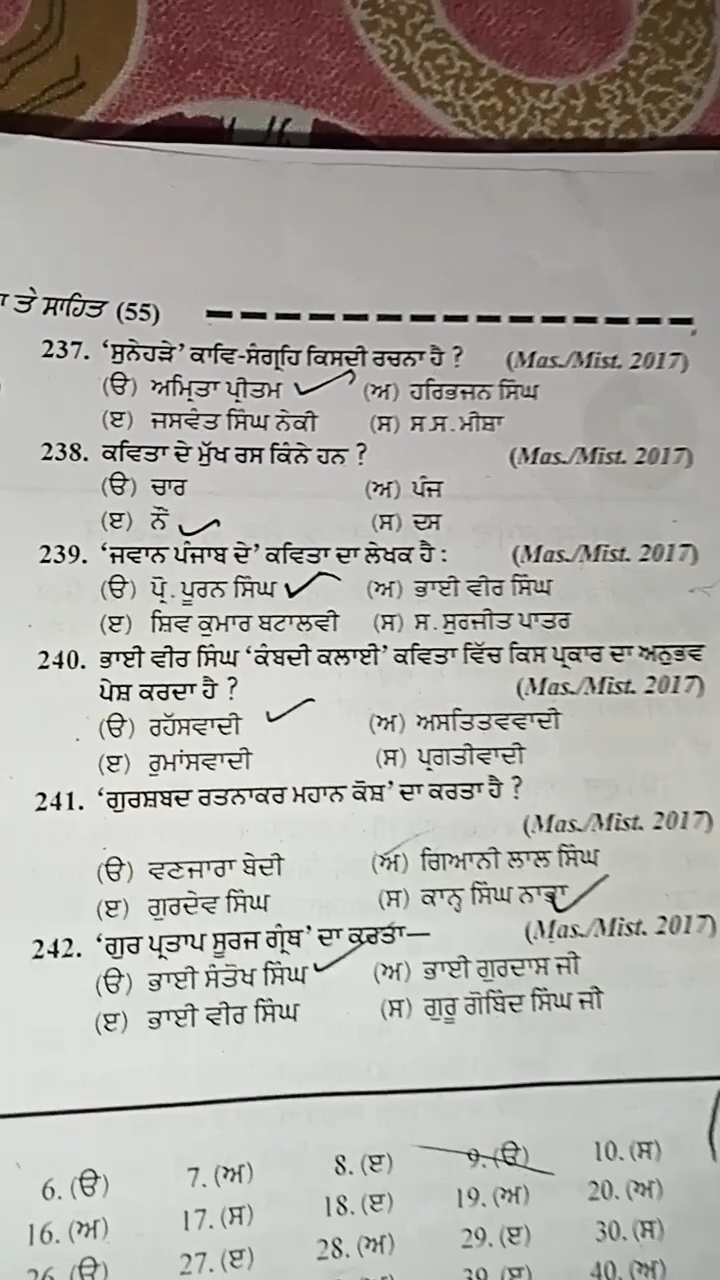 ਤੇ ਸਾਹਿਤ (55)
237. ‘ਸੁਨੇਹੜੇ’ ਕਾਵਿ-ਸੰਗ੍ਰਹਿ ਕਿਸਦੀ ਰਚਨਾ ਹੈ ? (Mas./Mist. 2017)
(ੳ) ਅਮ੍ਰਿਤਾ ਪ੍ਰੀਤਮ (ਅ) ਹਰਿਭਜਨ ਸਿੰਘ
(ੲ) ਜਸਵੰਤ ਸਿੰਘ ਨੇਕੀ (ਸ) ਸ.ਸ.ਮੀਸ਼ਾ
238. ਕਵਿਤਾ ਦੇ ਮੁੱਖ ਰਸ ਕਿੰਨੇ ਹਨ ? (Mas./Mist. 2017)
(ੳ) ਚਾਰ (ਅ) ਪੰਜ
(ੲ) ਨੌਂ (ਸ) ਦਸ
239. ‘ਜਵਾਨ ਪੰਜਾਬ ਦੇ’ ਕਵਿਤਾ ਦਾ ਲੇਖਕ ਹੈ : (Mas./Mist. 2017)
(ੳ) ਪ੍ਰੋ. ਪੂਰਨ ਸਿੰਘ (ਅ) ਭਾਈ ਵੀਰ ਸਿੰਘ
(ੲ) ਸ਼ਿਵ ਕੁਮਾਰ ਬਟਾਲਵੀ (ਸ) ਸ. ਸੁਰਜੀਤ ਪਾਤਰ
240. ਭਾਈ ਵੀਰ ਸਿੰਘ ‘ਕੰਬਦੀ ਕਲਾਈ’ ਕਵਿਤਾ ਵਿੱਚ ਕਿਸ ਪ੍ਰਕਾਰ ਦਾ ਅਨੁਭਵ
ਪੇਸ਼ ਕਰਦਾ ਹੈ ? (Mas./Mist. 2017)
(ੳ) ਰਹੱਸਵਾਦੀ (ਅ) ਅਸਤਿਤਵਵਾਦੀ
(ੲ) ਰੁਮਾਂਸਵਾਦੀ (ਸ) ਪ੍ਰਗਤੀਵਾਦੀ
241. ‘ਗੁਰਸ਼ਬਦ ਰਤਨਾਕਰ ਮਹਾਨ ਕੋਸ਼’ ਦਾ ਕਰਤਾ ਹੈ ?
(Mas./Mist. 2017)
(ੳ) ਵਣਜਾਰਾ ਬੇਦੀ (ਅ) ਗਿਆਨੀ ਲਾਲ ਸਿੰਘ
(ੲ) ਗੁਰਦੇਵ ਸਿੰਘ (ਸ) ਕਾਨ੍ਹ ਸਿੰਘ ਨਾਭਾ
242. ‘ਗੁਰ ਪ੍ਰਤਾਪ ਸੂਰਜ ਗ੍ਰੰਥ’ ਦਾ ਕਰਤਾ— (Mas./Mist. 2017)
(ੳ) ਭਾਈ ਸੰਤੋਖ ਸਿੰਘ (ਅ) ਭਾਈ ਗੁਰਦਾਸ ਜੀ
(ੲ) ਭਾਈ ਵੀਰ ਸਿੰਘ (ਸ) ਗੁਰੂ ਗੋਬਿੰਦ ਸਿੰਘ ਜੀ
6. (ੳ) 7. (ਅ) 8. (ੲ) 9. (ੳ) 10. (ਸ)
16. (ਅ) 17. (ਸ) 18. (ੲ) 19. (ਅ) 20. (ਅ)
26 (ੳ) 27. (ੲ) 28. (ਅ) 29. (ੲ) 30. (ਸ)
39 (ੲ) 40. (ਅ)